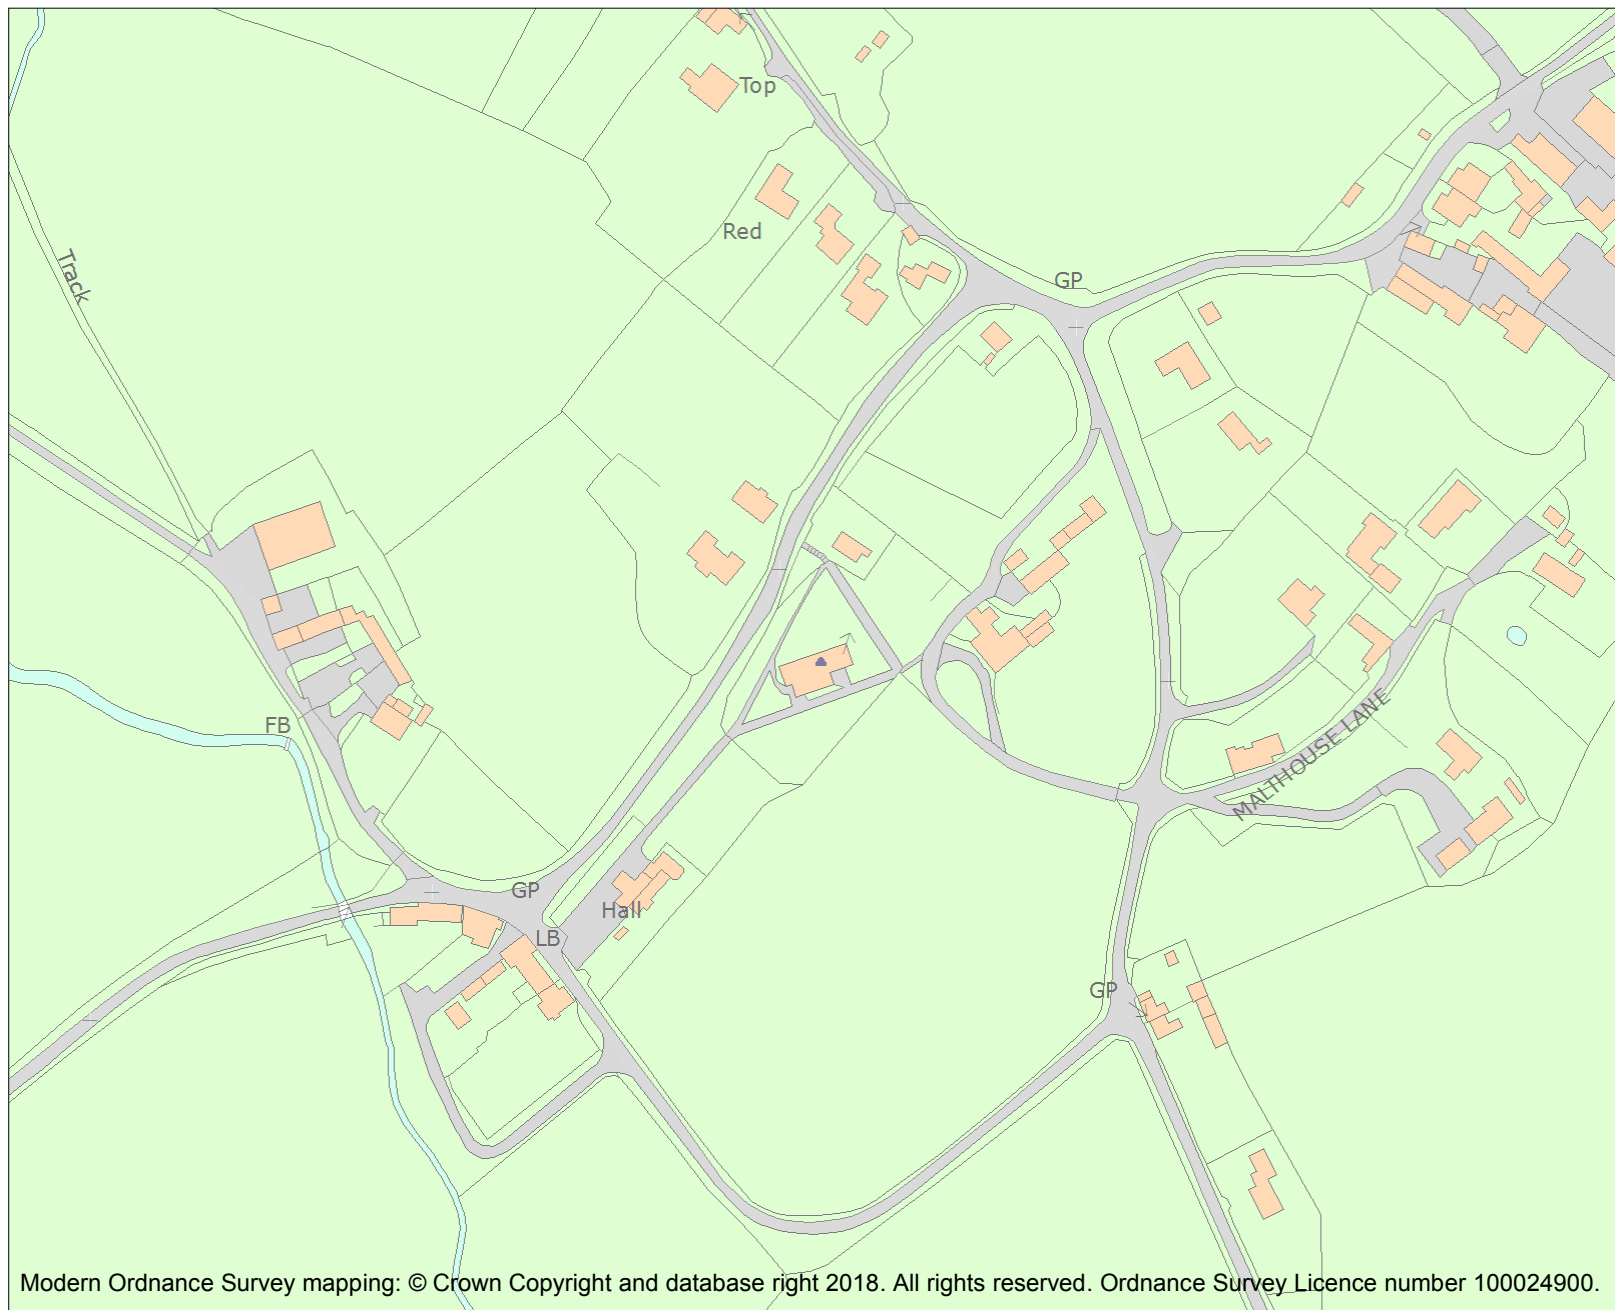 Top
Red
Track
GP
FB
MALTHOUSE LANE
GP
Hall
LB
GP
Modern Ordnance Survey mapping: © Crown Copyright and database right 2018. All rights reserved. Ordnance Survey Licence number 100024900.